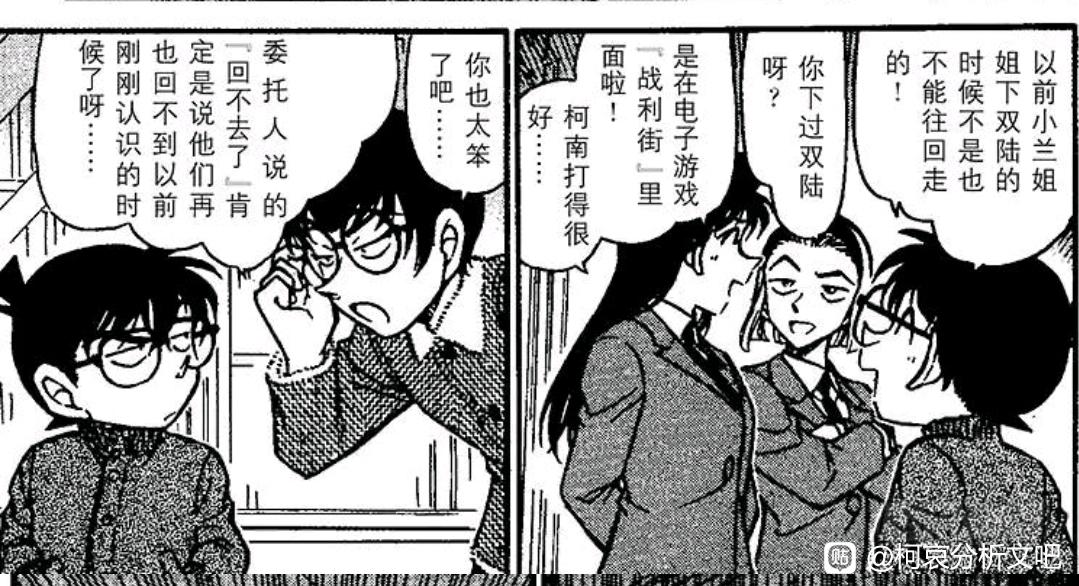 以前小兰姐
姐下双陆的
时候不是也
不能往回走
的！
你下过双陆
呀？
是在电子游戏
『战利街』里
面啦！
柯南打得很
好……
你也太笨
了吧……
委托人说的
『回不去了』肯
定是说他们再
也回不到以前
刚刚认识的时
候了呀……
贴 @柯哀分析文吧